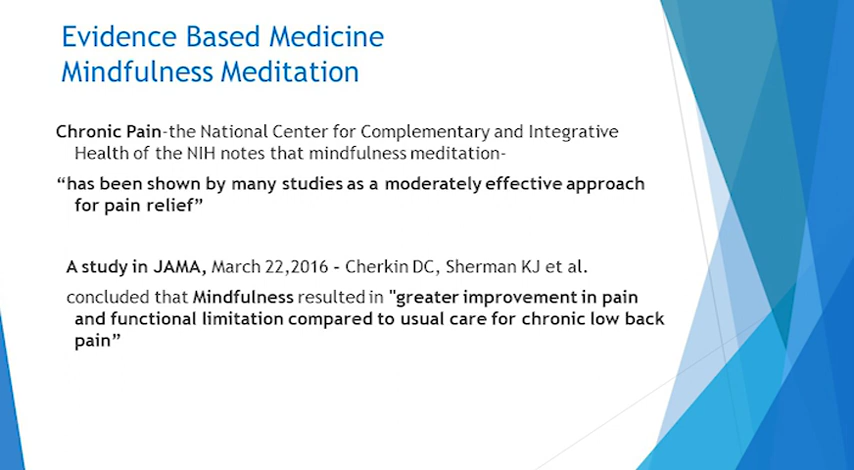 Evidence Based Medicine
Mindfulness Meditation
Chronic Pain-the National Center for Complementary and Integrative
Health of the NIH notes that mindfulness meditation-
“has been shown by many studies as a moderately effective approach
for pain relief”
A study in JAMA, March 22,2016 - Cherkin DC, Sherman KJ et al.
concluded that Mindfulness resulted in "greater improvement in pain
and functional limitation compared to usual care for chronic low back
pain”